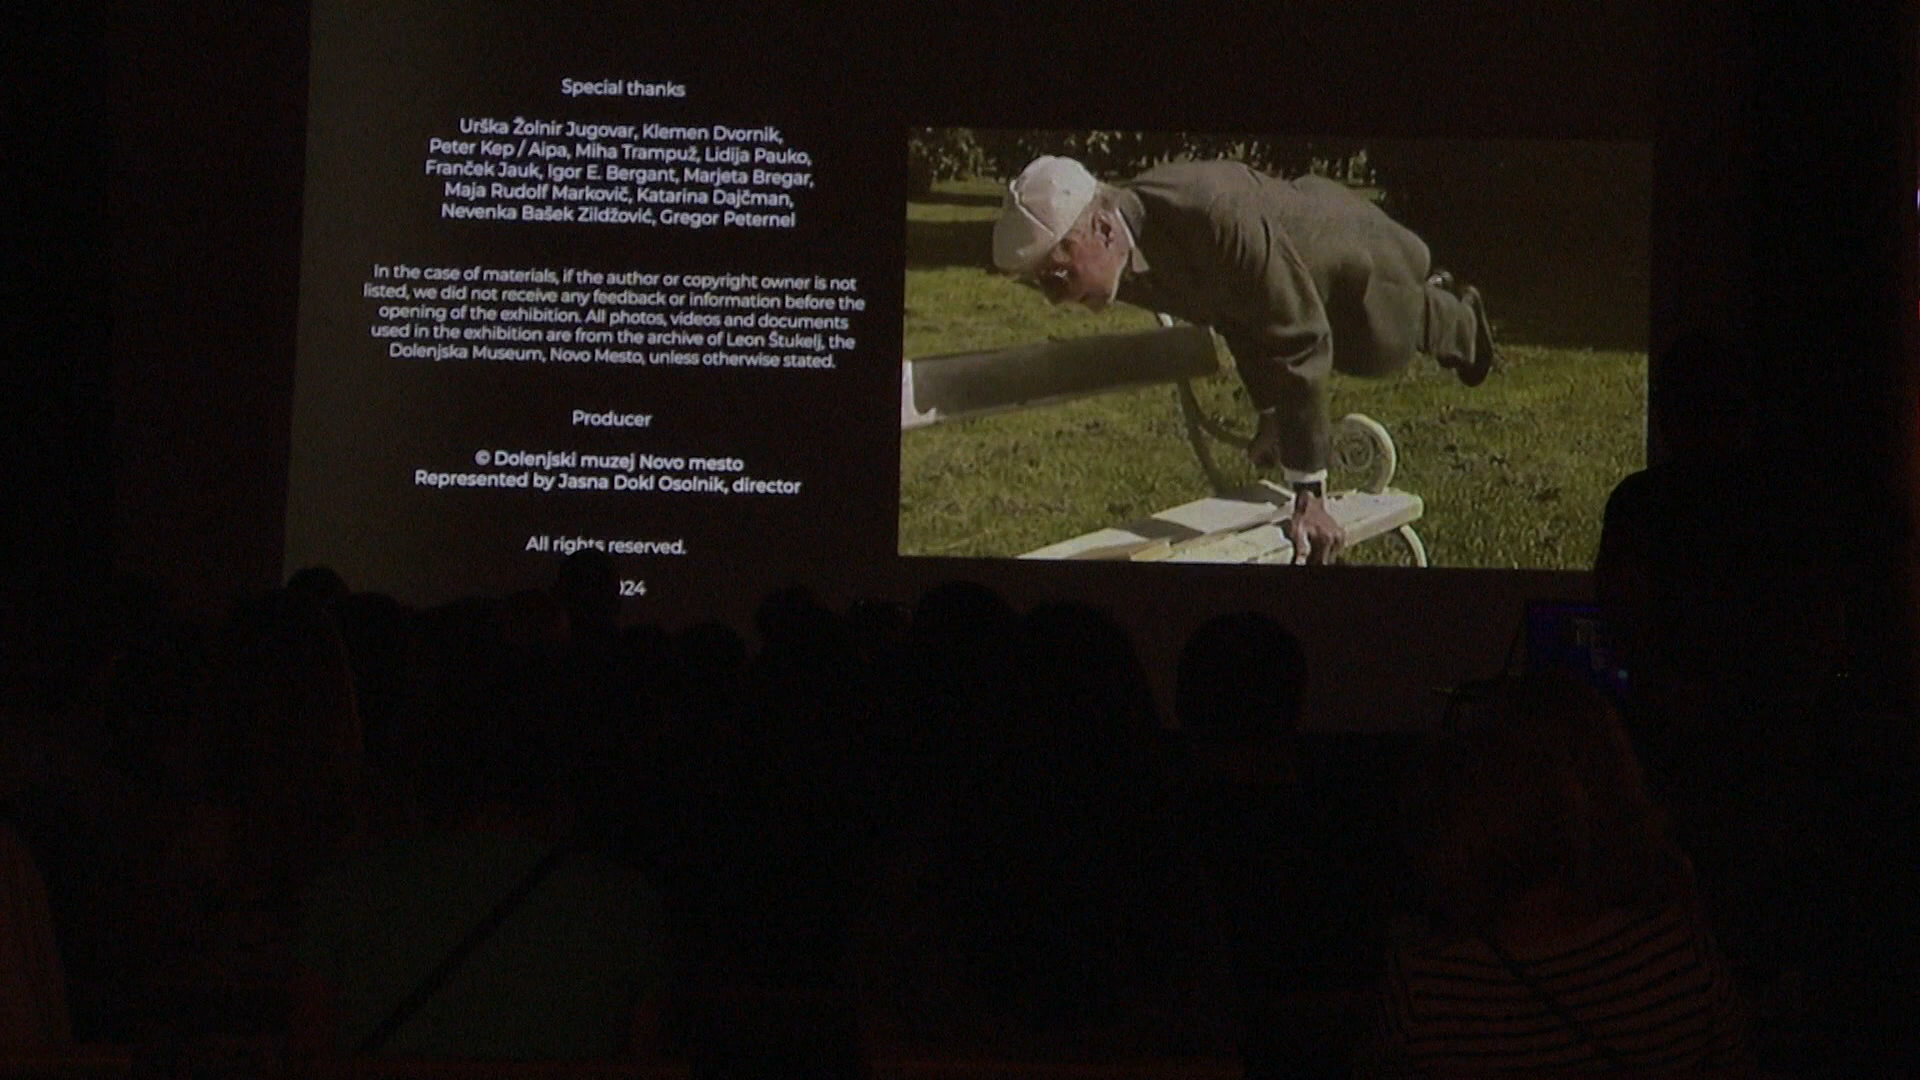 Special thanks
Urška Žolnir Jugovar, Klemen Dvornik,
Peter Kep / Alpa, Miha Trampuž, Lidija Pauko,
Franček Jauk, Igor E. Bergant, Marjeta Bregar,
Maja Rudolf Markovič, Katarina Dajčman,
Nevenka Bašek Zildžović, Gregor Peternel
In the case of materials, if the author or copyright owner is not
listed, we did not receive any feedback or information before the
opening of the exhibition. All photos, videos and documents
used in the exhibition are from the archive of Leon Štukelj, the
Dolenjska Museum, Novo Mesto, unless otherwise stated.
Producer
© Dolenjski muzej Novo mesto
Represented by Jasna Dokl Osolnik, director
All rights reserved.
24